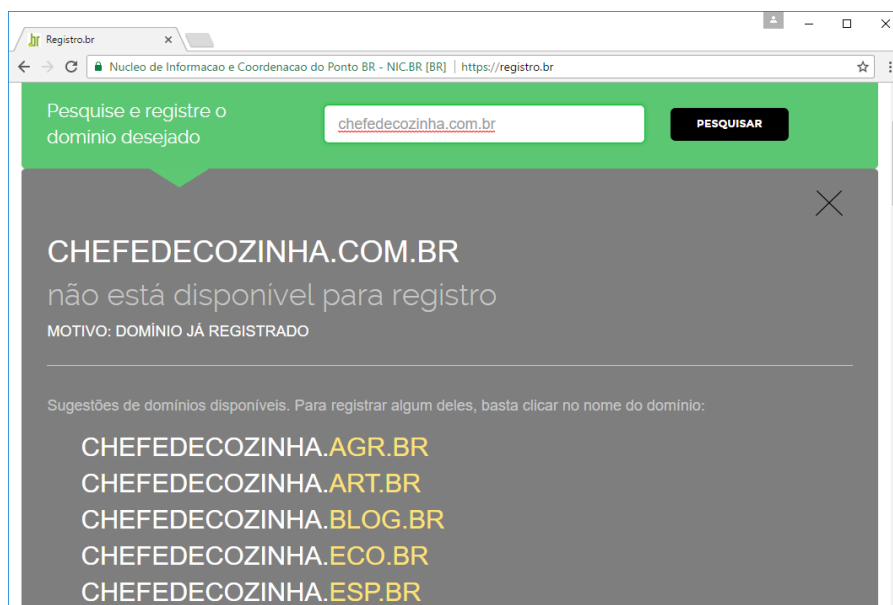 Registro.br
Nucleo de Informacao e Coordenacao do Ponto BR - NIC.BR [BR] | https://registro.br
Pesquise e registre o
domínio desejado
chefedecozinha.com.br
PESQUISAR
CHEFEDECOZINHA.COM.BR
não está disponível para registro
MOTIVO: DOMÍNIO JÁ REGISTRADO
Sugestões de domínios disponíveis. Para registrar algum deles, basta clicar no nome do domínio:
CHEFEDECOZINHA.AGR.BR
CHEFEDECOZINHA.ART.BR
CHEFEDECOZINHA.BLOG.BR
CHEFEDECOZINHA.ECO.BR
CHEFEDECOZINHA.ESP.BR